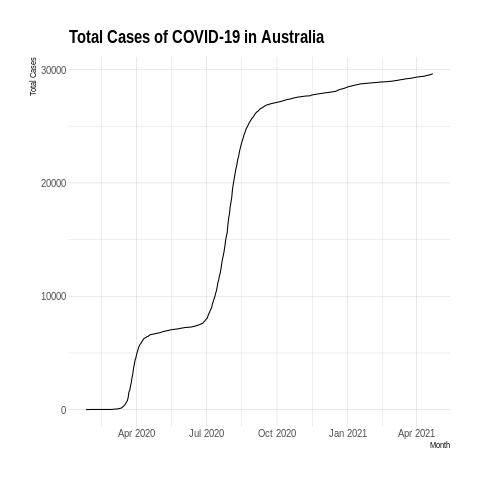 Total Cases of COVID-19 in Australia
Total Cases
30000
20000
10000
0
Apr 2020 Jul 2020 Oct 2020 Jan 2021 Apr 2021
Month